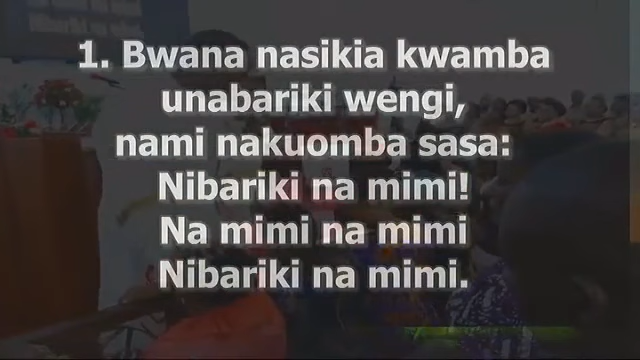 1. Bwana nasikia kwamba
unabariki wengi,
nami nakuomba sasa:
Nibariki na mimi!
Na mimi na mimi
Nibariki na mimi.